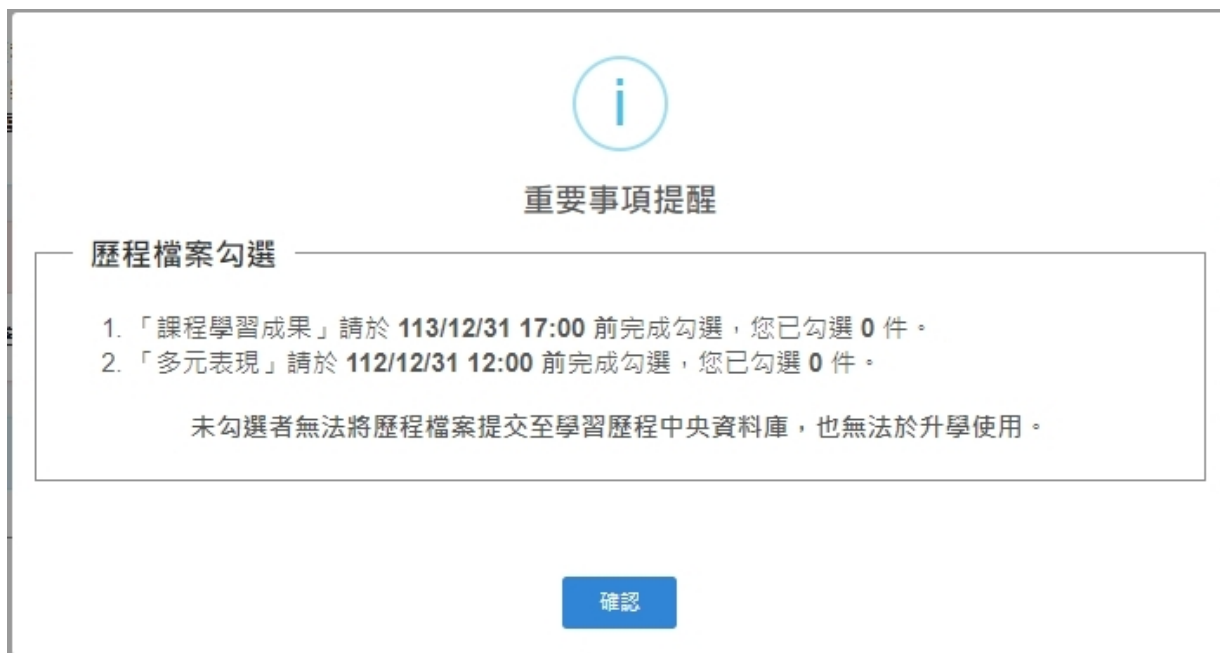 i
重要事項提醒
歷程檔案勾選
1. 「課程學習成果」請於 113/12/31 17:00 前完成勾選，您已勾選 0 件。
2. 「多元表現」請於 112/12/31 12:00 前完成勾選，您已勾選 0 件。
未勾選者無法將歷程檔案提交至學習歷程中央資料庫，也無法於升學使用。
確認